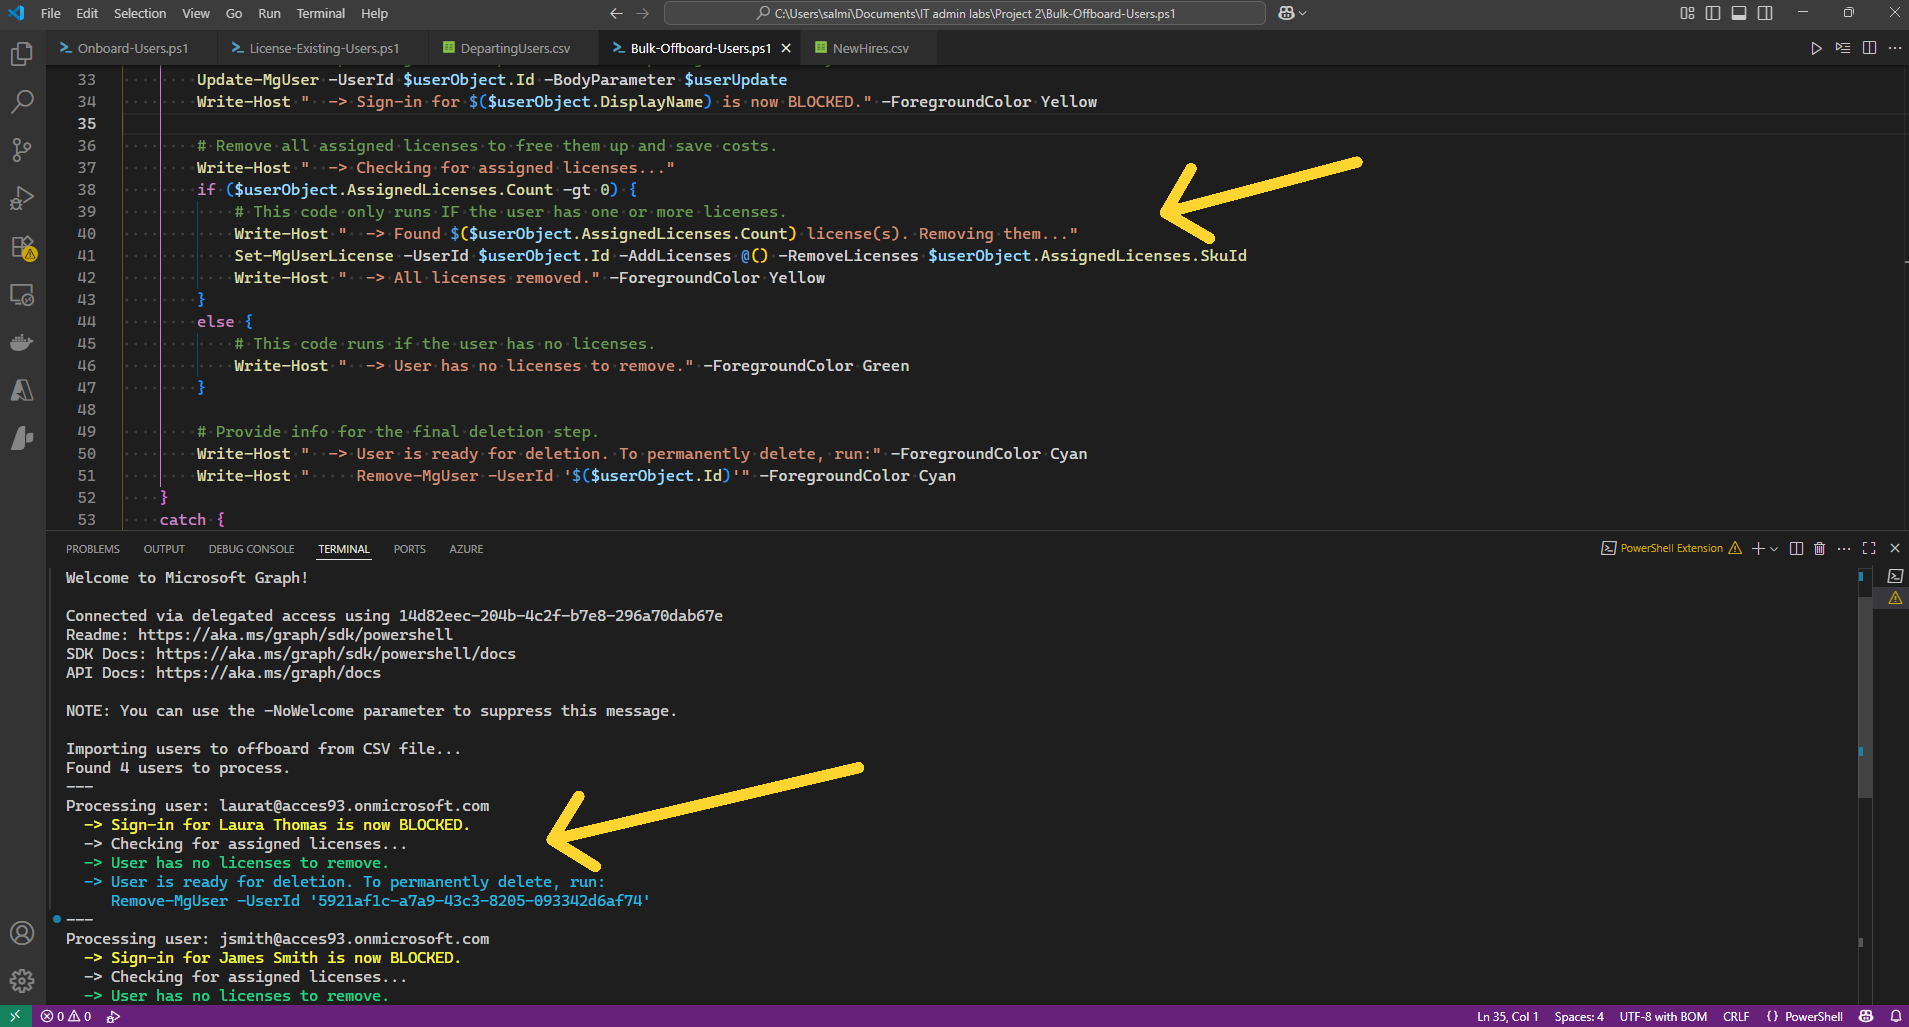 File Edit Selection View Go Run Terminal Help
C:\Users\salmi\Documents\IT admin labs\Project 2\Bulk-Offboard-Users.ps1
Onboard-Users.ps1
License-Existing-Users.ps1
DepartingUsers.csv
Bulk-Offboard-Users.ps1
NewHires.csv
33 Update-MgUser -UserId $userObject.Id -BodyParameter $userUpdate
34 Write-Host "  -> Sign-in for $($userObject.DisplayName) is now BLOCKED." -ForegroundColor Yellow
35
36 # Remove all assigned licenses to free them up and save costs.
37 Write-Host "  -> Checking for assigned licenses..."
38 if ($userObject.AssignedLicenses.Count -gt 0) {
39 # This code only runs IF the user has one or more licenses.
40 Write-Host "  -> Found $($userObject.AssignedLicenses.Count) license(s). Removing them..."
41 Set-MgUserLicense -UserId $userObject.Id -AddLicenses @() -RemoveLicenses $userObject.AssignedLicenses.SkuId
42 Write-Host "  -> All licenses removed." -ForegroundColor Yellow
43 }
44 else {
45 # This code runs if the user has no licenses.
46 Write-Host "  -> User has no licenses to remove." -ForegroundColor Green
47 }
48
49 # Provide info for the final deletion step.
50 Write-Host "  -> User is ready for deletion. To permanently delete, run:" -ForegroundColor Cyan
51 Write-Host "     Remove-MgUser -UserId '$($userObject.Id)'" -ForegroundColor Cyan
52 }
53 catch {
PROBLEMS OUTPUT DEBUG CONSOLE TERMINAL PORTS AZURE
PowerShell Extension
Welcome to Microsoft Graph!
Connected via delegated access using 14d82eec-204b-4c2f-b7e8-296a70dab67e
Readme: https://aka.ms/graph/sdk/powershell
SDK Docs: https://aka.ms/graph/sdk/powershell/docs
API Docs: https://aka.ms/graph/docs
NOTE: You can use the -NoWelcome parameter to suppress this message.
Importing users to offboard from CSV file...
Found 4 users to process.
---
Processing user: laurat@acces93.onmicrosoft.com
-> Sign-in for Laura Thomas is now BLOCKED.
-> Checking for assigned licenses...
-> User has no licenses to remove.
-> User is ready for deletion. To permanently delete, run:
Remove-MgUser -UserId '5921af1c-a7a9-43c3-8205-093342d6af74'
---
Processing user: jsmith@acces93.onmicrosoft.com
-> Sign-in for James Smith is now BLOCKED.
-> Checking for assigned licenses...
-> User has no licenses to remove.
0 0
Ln 35, Col 1 Spaces: 4 UTF-8 with BOM CRLF {} PowerShell